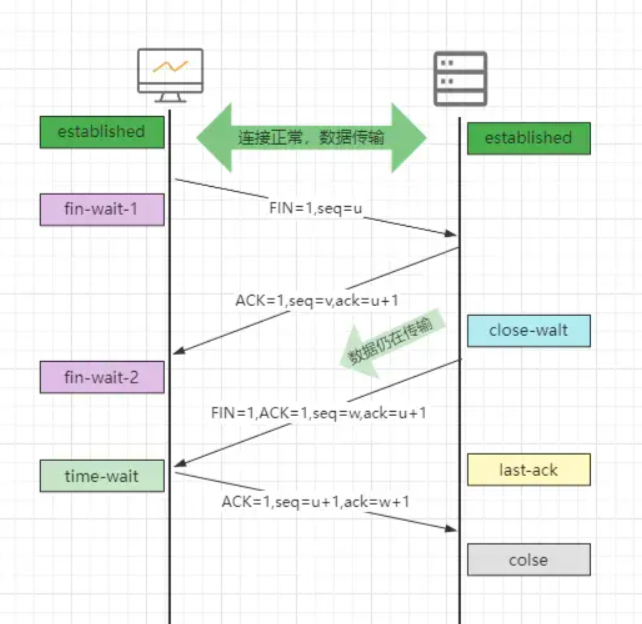 established
连接正常，数据传输
established
fin-wait-1
FIN=1,seq=u
ACK=1,seq=v,ack=u+1
数据仍在传输
close-walt
fin-wait-2
FIN=1,ACK=1,seq=w,ack=u+1
time-wait
last-ack
ACK=1,seq=u+1,ack=w+1
colse